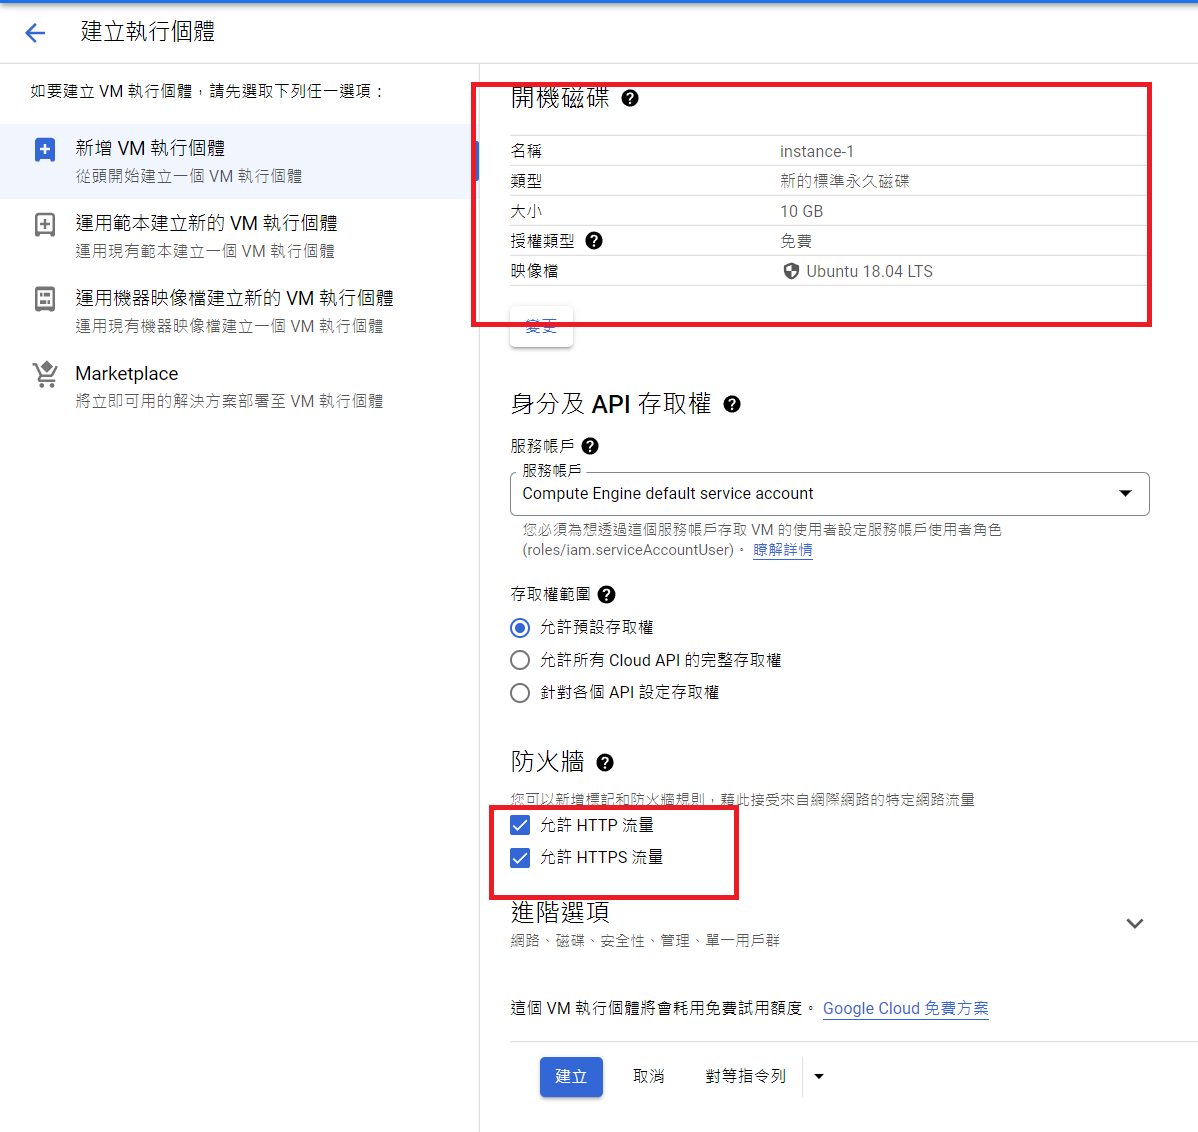 建立執行個體
如要建立 VM 執行個體，請先選取下列任一選項：
新增 VM 執行個體
從頭開始建立一個 VM 執行個體
運用範本建立新的 VM 執行個體
運用現有範本建立一個 VM 執行個體
運用機器映像檔建立新的 VM 執行個體
運用現有機器映像檔建立一個 VM 執行個體
Marketplace
將立即可用的解決方案部署至 VM 執行個體
開機磁碟
名稱 instance-1
類型 新的標準永久磁碟
大小 10 GB
授權類型 免費
映像檔 Ubuntu 18.04 LTS
變更
身分及 API 存取權
服務帳戶
服務帳戶
Compute Engine default service account
您必須為想透過這個服務帳戶存取 VM 的使用者設定服務帳戶使用者角色
(roles/iam.serviceAccountUser)。 瞭解詳情
存取權範圍
允許預設存取權
允許所有 Cloud API 的完整存取權
針對各個 API 設定存取權
防火牆
您可以新增標記和防火牆規則，藉此接受來自網際網路的特定網路流量
允許 HTTP 流量
允許 HTTPS 流量
進階選項
網路、磁碟、安全性、管理、單一用戶群
這個 VM 執行個體將會耗用免費試用額度。 Google Cloud 免費方案
建立 取消 對等指令列